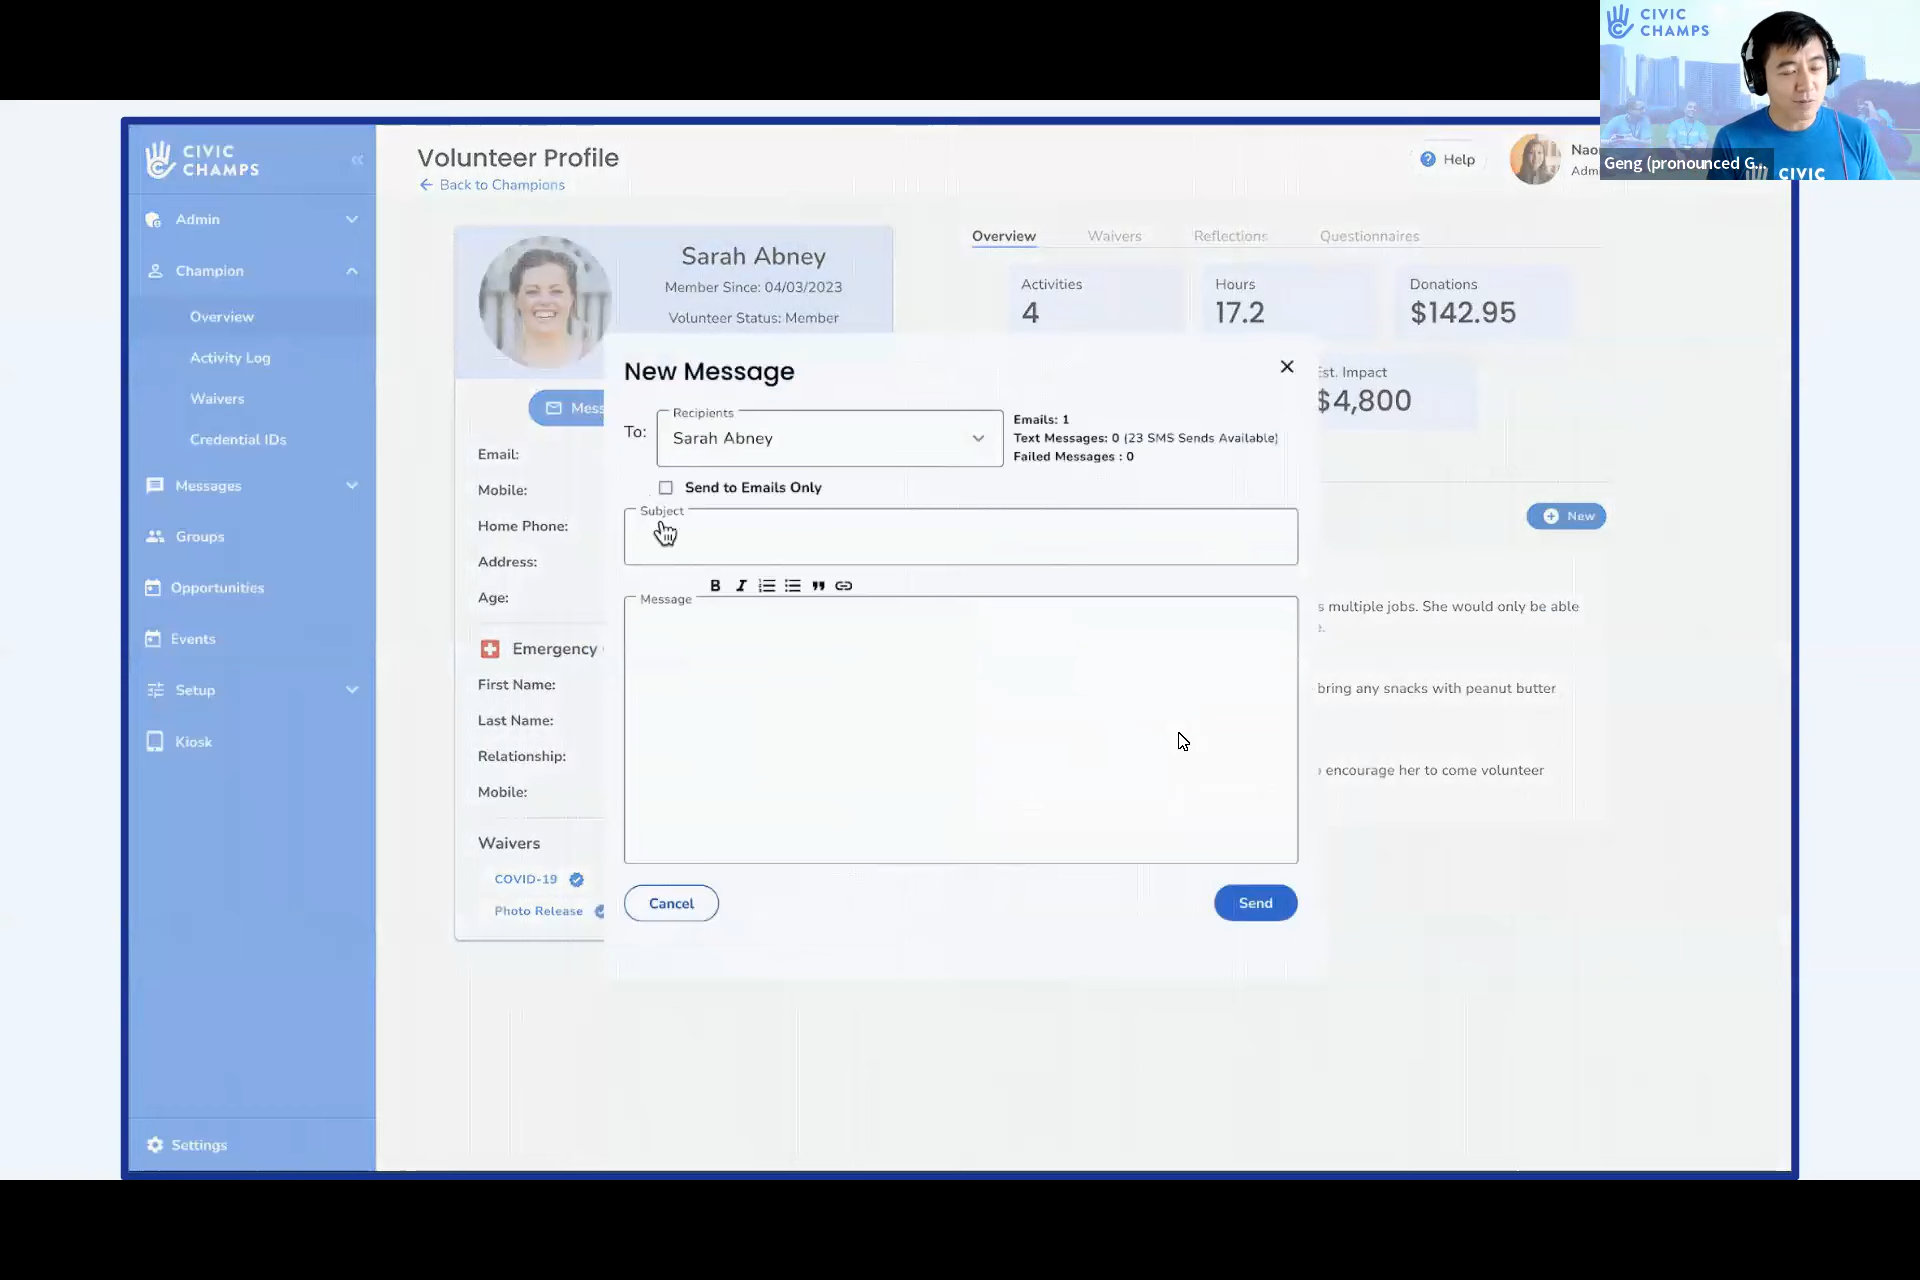 CIVIC
CHAMPS
Geng (pronounced G...
CIVIC
CIVIC
CHAMPS
Admin
Champion
Overview
Activity Log
Waivers
Credential IDs
Messages
Groups
Opportunities
Events
Setup
Kiosk
Settings
Volunteer Profile
Back to Champions
Help
Nao
Adm
Sarah Abney
Member Since: 04/03/2023
Volunteer Status: Member
Mess
Email:
Mobile:
Home Phone:
Address:
Age:
Emergency
First Name:
Last Name:
Relationship:
Mobile:
Waivers
COVID-19
Photo Release
Overview Waivers Reflections Questionnaires
Activities
4
Hours
17.2
Donations
$142.95
Est. Impact
$4,800
New
s multiple jobs. She would only be able
e.
bring any snacks with peanut butter
encourage her to come volunteer
New Message
To:
Recipients
Sarah Abney
Emails: 1
Text Messages: 0 (23 SMS Sends Available)
Failed Messages : 0
Send to Emails Only
Subject
B I
Message
Cancel
Send